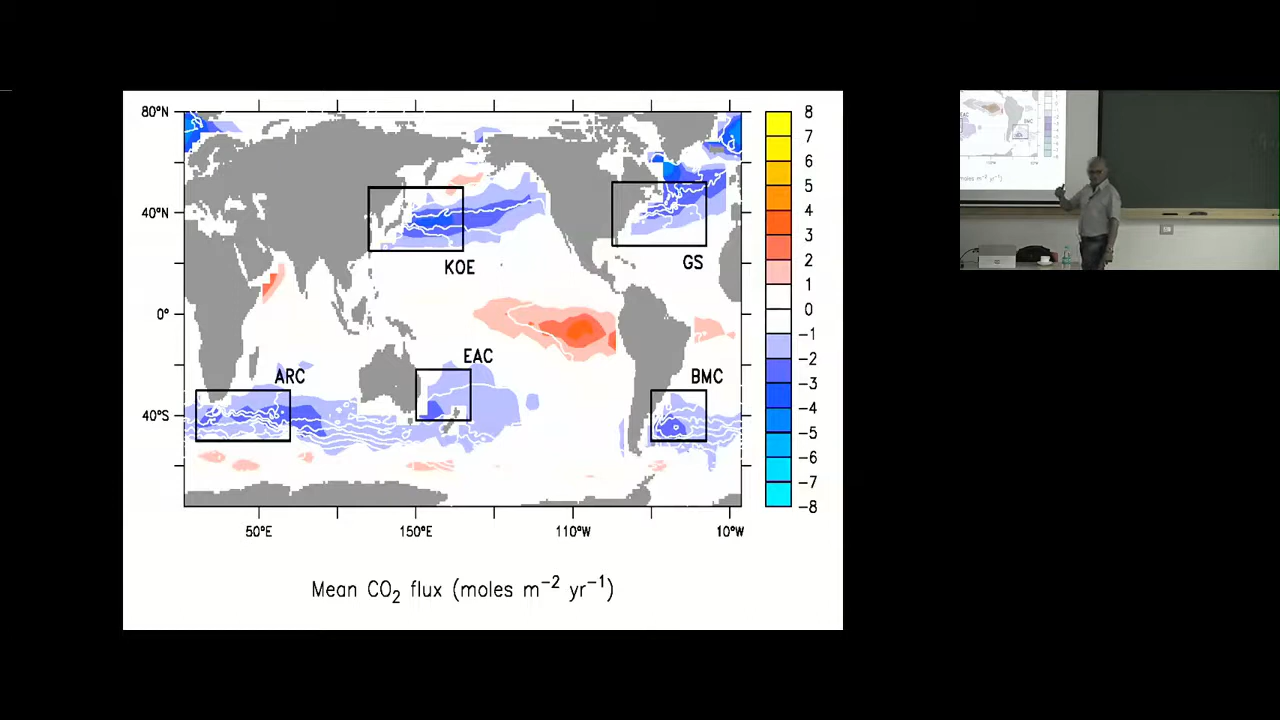 80°N
40°N
0°
40°S
KOE
GS
EAC
ARC
BMC
50°E
150°E
110°W
10°W
8
7
6
5
4
3
2
1
0
−1
−2
−3
−4
−5
−6
−7
−8
Mean CO₂ flux (moles m⁻² yr⁻¹)